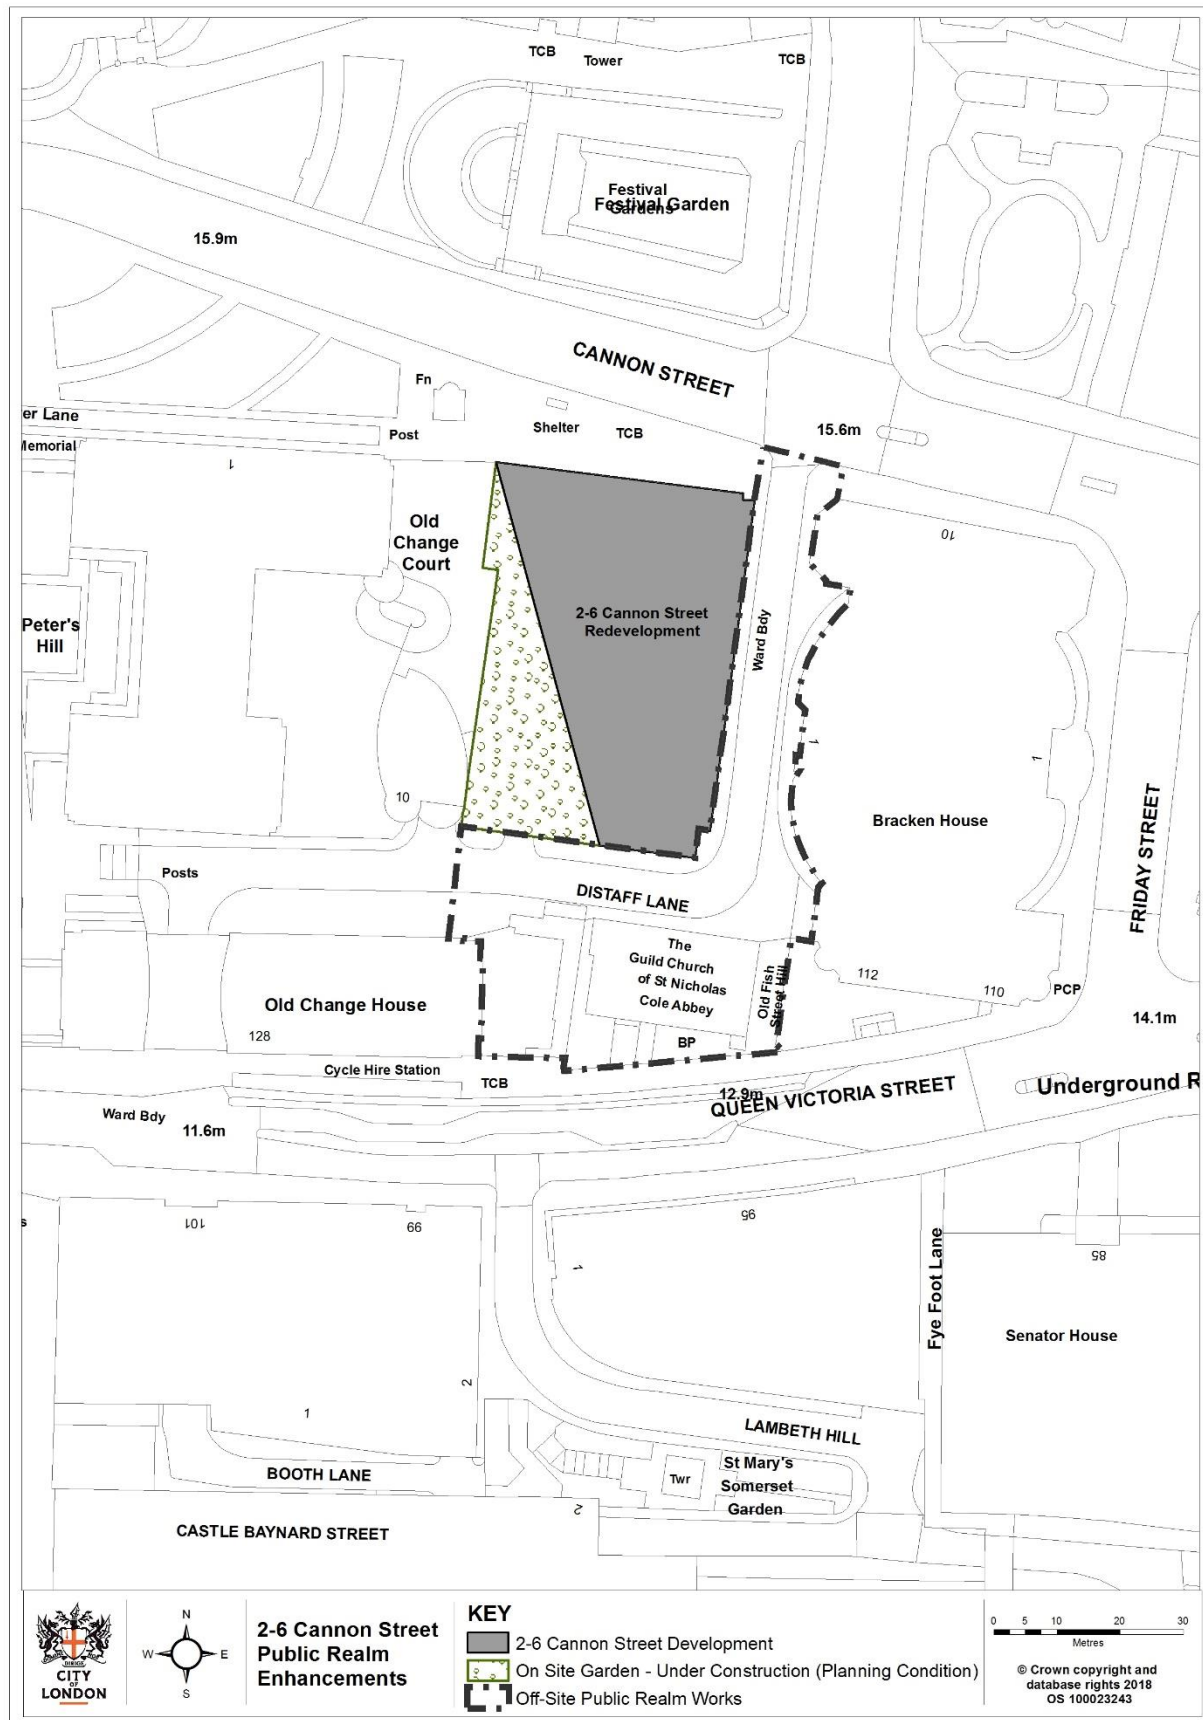 TCB
Tower
TCB
Festival
Gardens
Festival Garden
15.9m
CANNON STREET
Fn
er Lane
Post
Shelter
TCB
15.6m
Memorial
1
Old
Change
Court
10
2-6 Cannon Street
Redevelopment
Peter's
Hill
Ward Bdy
1
1
10
Bracken House
FRIDAY STREET
Posts
DISTAFF LANE
The
Guild Church
of St Nicholas
Cole Abbey
Old Fish
Street Hill
112
110
PCP
Old Change House
14.1m
128
BP
Cycle Hire Station
TCB
12.9m
QUEEN VICTORIA STREET
Underground R
Ward Bdy
11.6m
s
101
99
95
85
1
Fye Foot Lane
Senator House
2
1
LAMBETH HILL
BOOTH LANE
Twr
St Mary's
Somerset
Garden
2
CASTLE BAYNARD STREET
CITY
OF
LONDON
N
W
E
S
2-6 Cannon Street
Public Realm
Enhancements
KEY
2-6 Cannon Street Development
On Site Garden - Under Construction (Planning Condition)
Off-Site Public Realm Works
0 5 10 20 30
Metres
© Crown copyright and
database rights 2018
OS 100023243